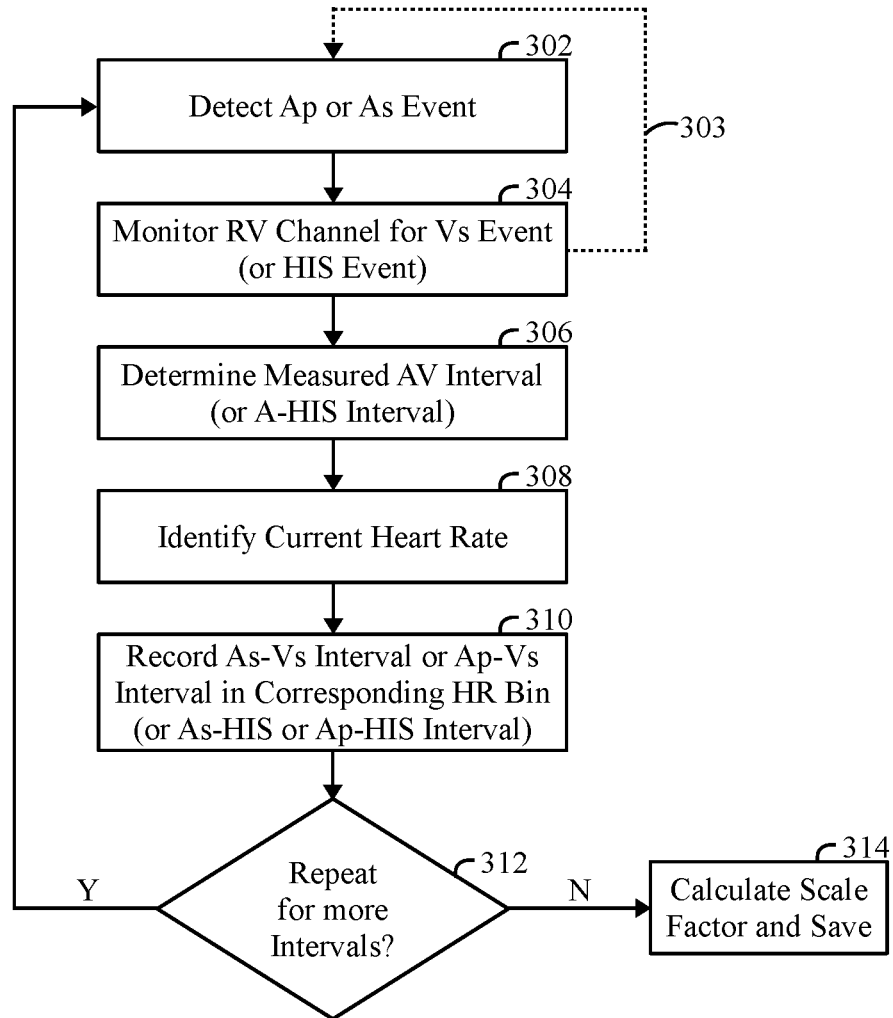 302
Detect Ap or As Event
303
304
Monitor RV Channel for Vs Event
(or HIS Event)
306
Determine Measured AV Interval
(or A-HIS Interval)
308
Identify Current Heart Rate
310
Record As-Vs Interval or Ap-Vs
Interval in Corresponding HR Bin
(or As-HIS or Ap-HIS Interval)
312
Repeat
for more
Intervals?
Y
N
314
Calculate Scale
Factor and Save